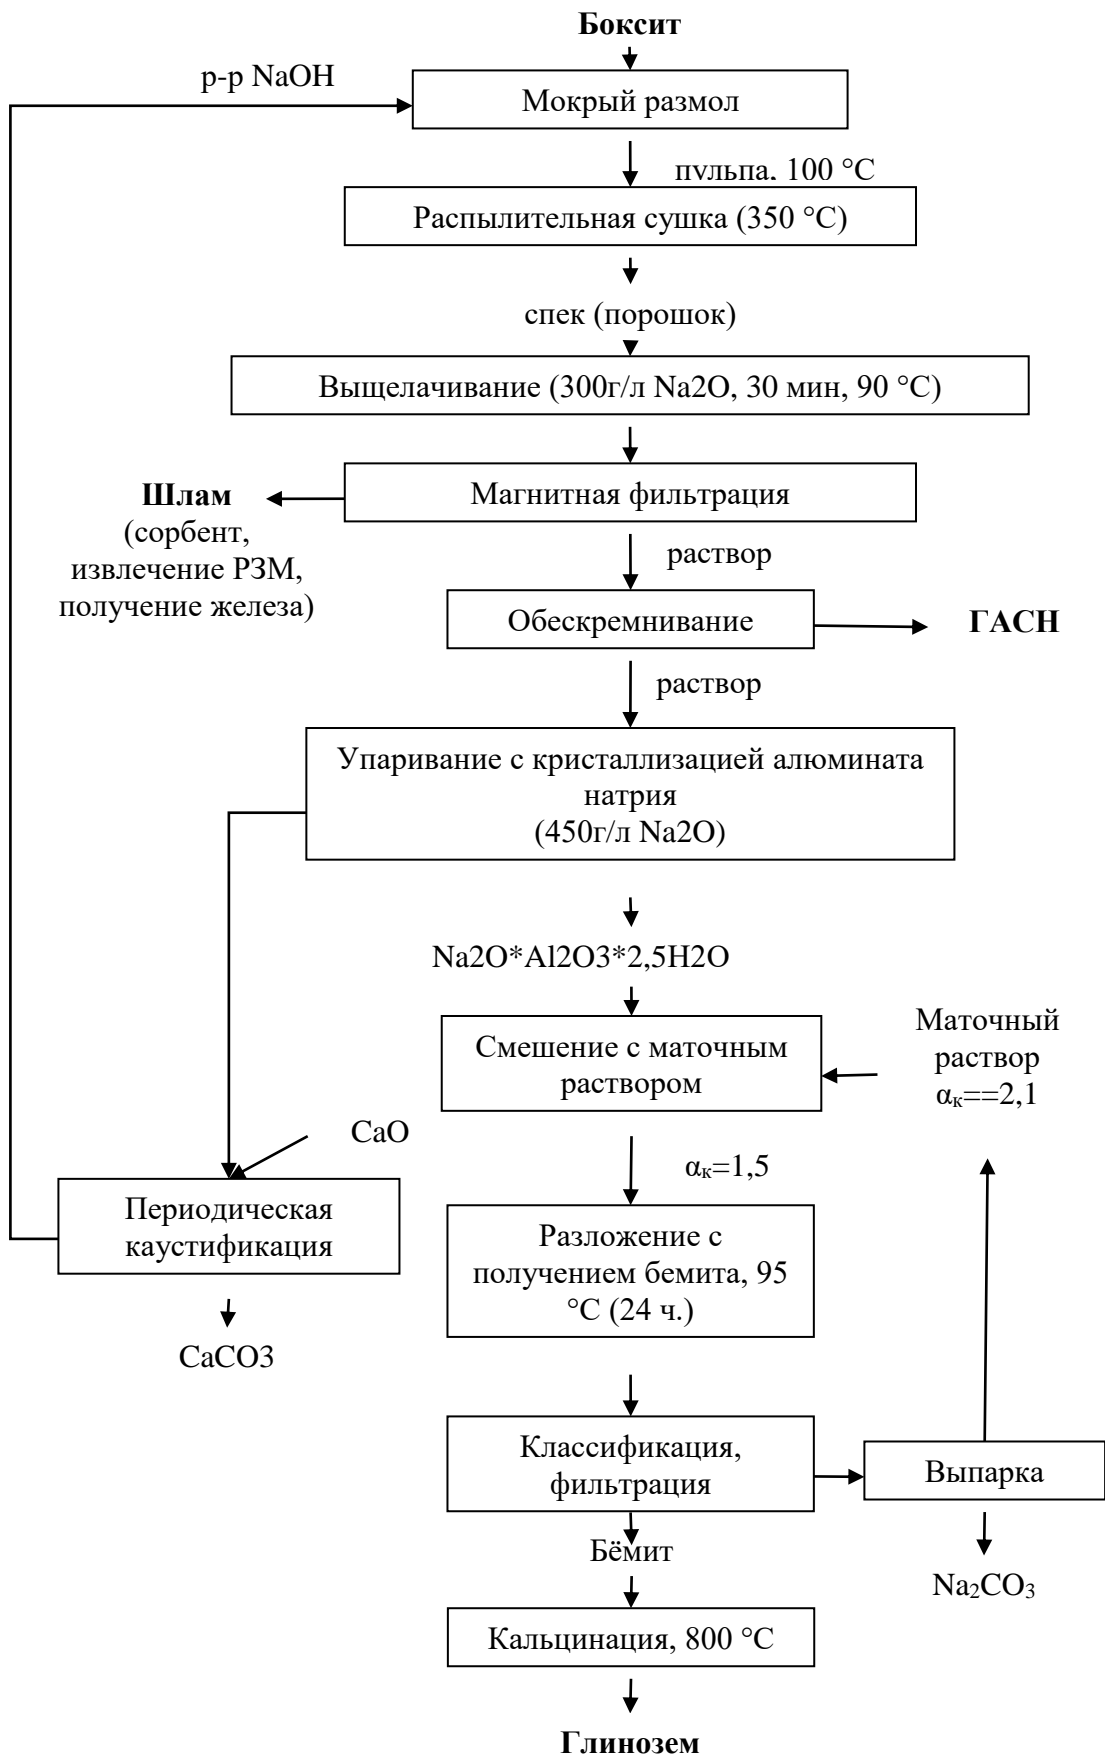 Боксит
р-р NaOH
Мокрый размол
пульпа, 100 °С
Распылительная сушка (350 °С)
спек (порошок)
Выщелачивание (300г/л Na2O, 30 мин, 90 °С)
Магнитная фильтрация
Шлам
(сорбент,
извлечение РЗМ,
получение железа)
раствор
Обескремнивание
ГАСН
раствор
Упаривание с кристаллизацией алюмината
натрия
(450г/л Na2O)
Na2O*Al2O3*2,5H2O
Смешение с маточным
раствором
Маточный
раствор
αк==2,1
CaO
αк=1,5
Периодическая
каустификация
Разложение с
получением бемита, 95
°С (24 ч.)
CaCO3
Классификация,
фильтрация
Выпарка
Бёмит
Na₂CO₃
Кальцинация, 800 °С
Глинозем